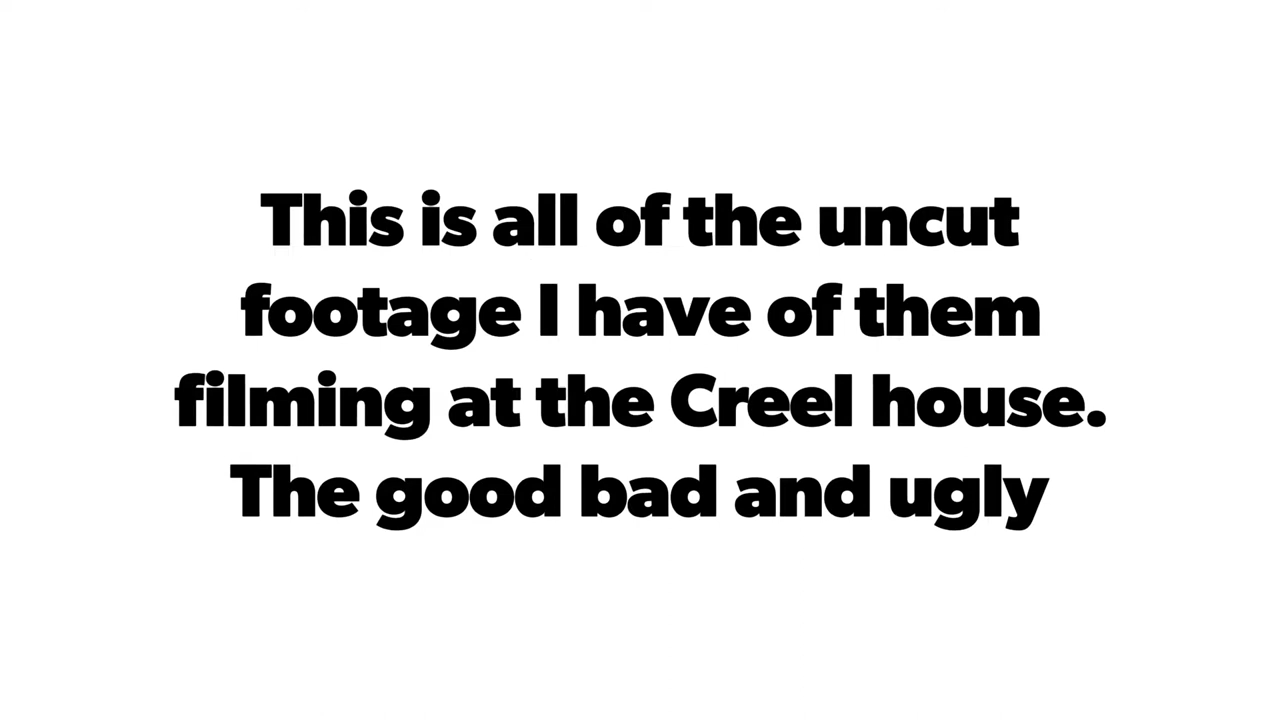 This is all of the uncut
footage I have of them
filming at the Creel house.
The good bad and ugly